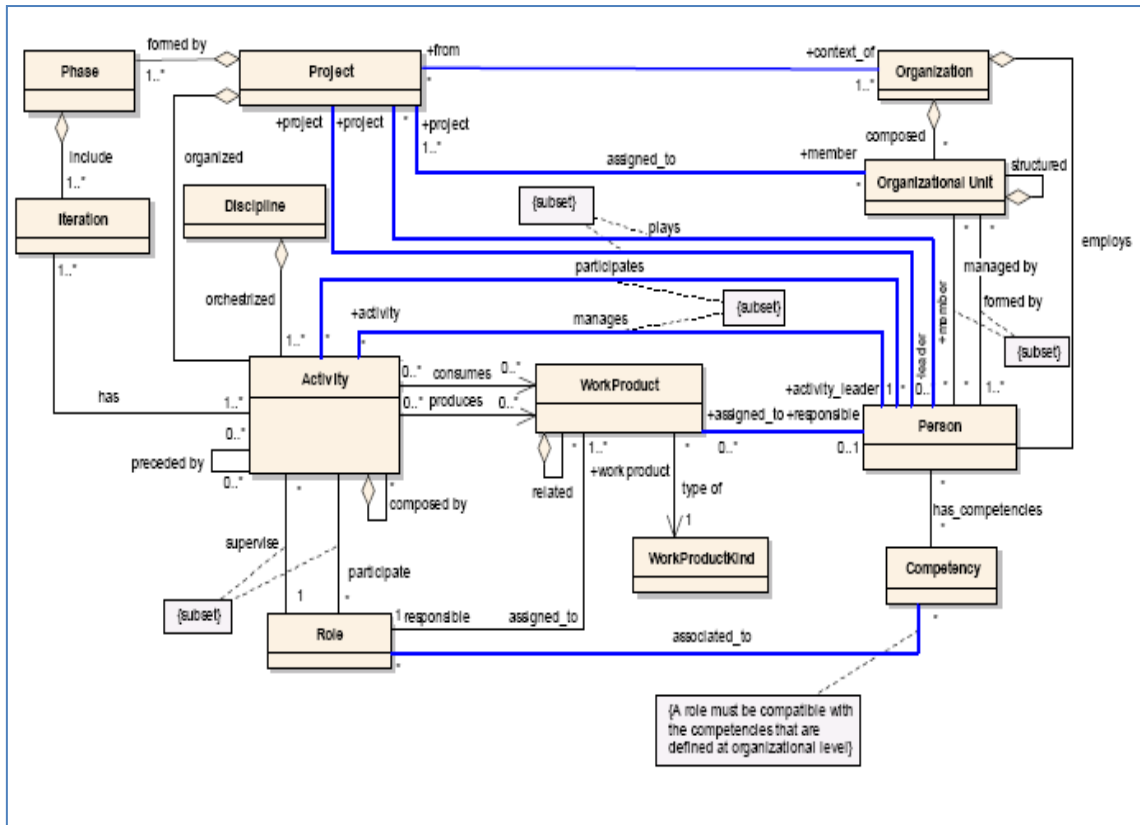 formed by
+from
+context_of
Phase
1..*
Project
*
1..*
Organization
+project
+project
*
+project
1..*
composed
*
include
organized
assigned_to
+member
structured
1..*
*
Organizational Unit
Iteration
Discipline
{subset}
plays
*
*
employs
1..*
participates
managed by
orchestrized
{subset}
+activity
manages
+member
formed by
1..*
*
*
-leader
{subset}
Activity
0..*
consumes
0..*
WorkProduct
+activity_leader
1
*
0..
*
*
1..*
has
1..*
0..*
produces
0..*
+assigned_to
+responsible
Person
0..*
0..*
0..1
preceded by
0..*
*
*
composed by
*
1..*
*
+work product
related
type of
*
has_competencies
*
supervise
1
WorkProductKind
Competency
participate
{subset}
1
*
1
responsible
assigned_to
*
Role
associated_to
*
{A role must be compatible with
the competencies that are
defined at organizational level}